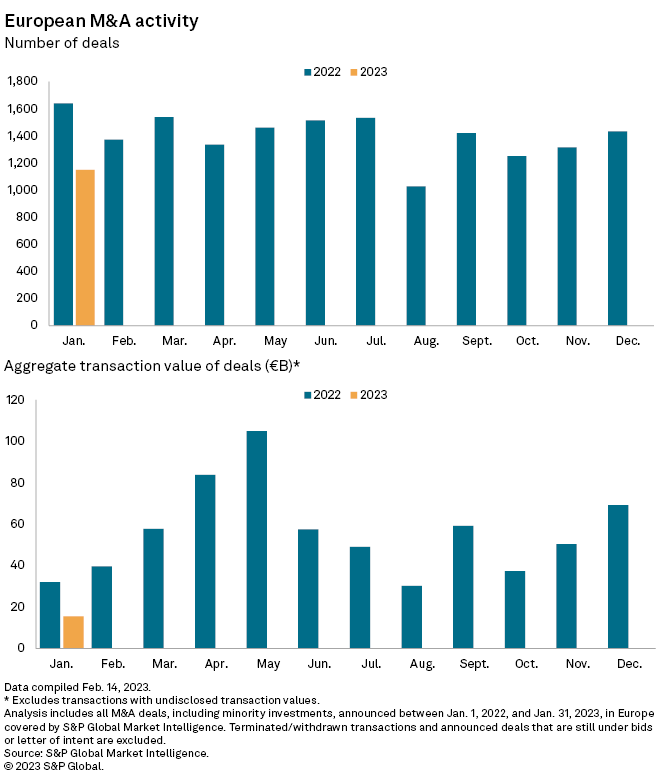 European M&A activity
Number of deals
2022 2023
1,800
1,600
1,400
1,200
1,000
800
600
400
200
0
Jan. Feb. Mar. Apr. May Jun. Jul. Aug. Sept. Oct. Nov. Dec.
Aggregate transaction value of deals (€B)*
2022 2023
120
100
80
60
40
20
0
Jan. Feb. Mar. Apr. May Jun. Jul. Aug. Sept. Oct. Nov. Dec.
Data compiled Feb. 14, 2023.
* Excludes transactions with undisclosed transaction values.
Analysis includes all M&A deals, including minority investments, announced between Jan. 1, 2022, and Jan. 31, 2023, in Europe
covered by S&P Global Market Intelligence. Terminated/withdrawn transactions and announced deals that are still under bids
or letter of intent are excluded.
Source: S&P Global Market Intelligence.
© 2023 S&P Global.